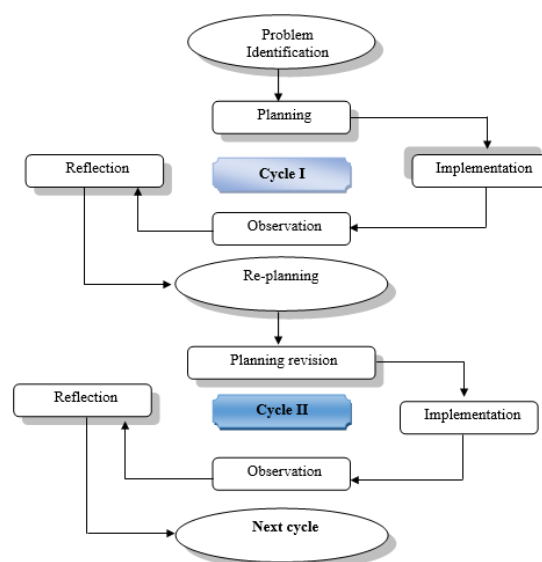 Problem
Identification
Planning
Reflection
Cycle I
Implementation
Observation
Re-planning
Planning revision
Reflection
Cycle II
Implementation
Observation
Next cycle